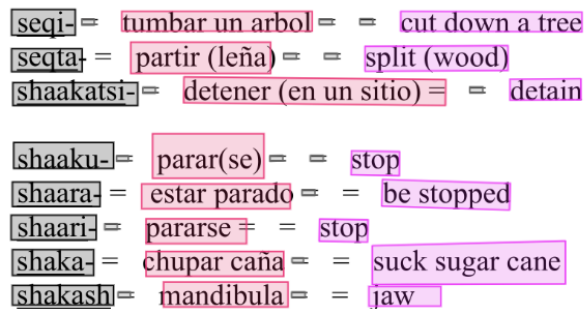 seqi- = tumbar un arbol = = cut down a tree
seqta- = partir (leña) = = split (wood)
shaakatsi- = detener (en un sitio) = = detain
shaaku- = parar(se) = = stop
shaara- = estar parado = = be stopped
shaari- = pararse = = stop
shaka- = chupar caña = = suck sugar cane
shakash = mandibula = = jaw